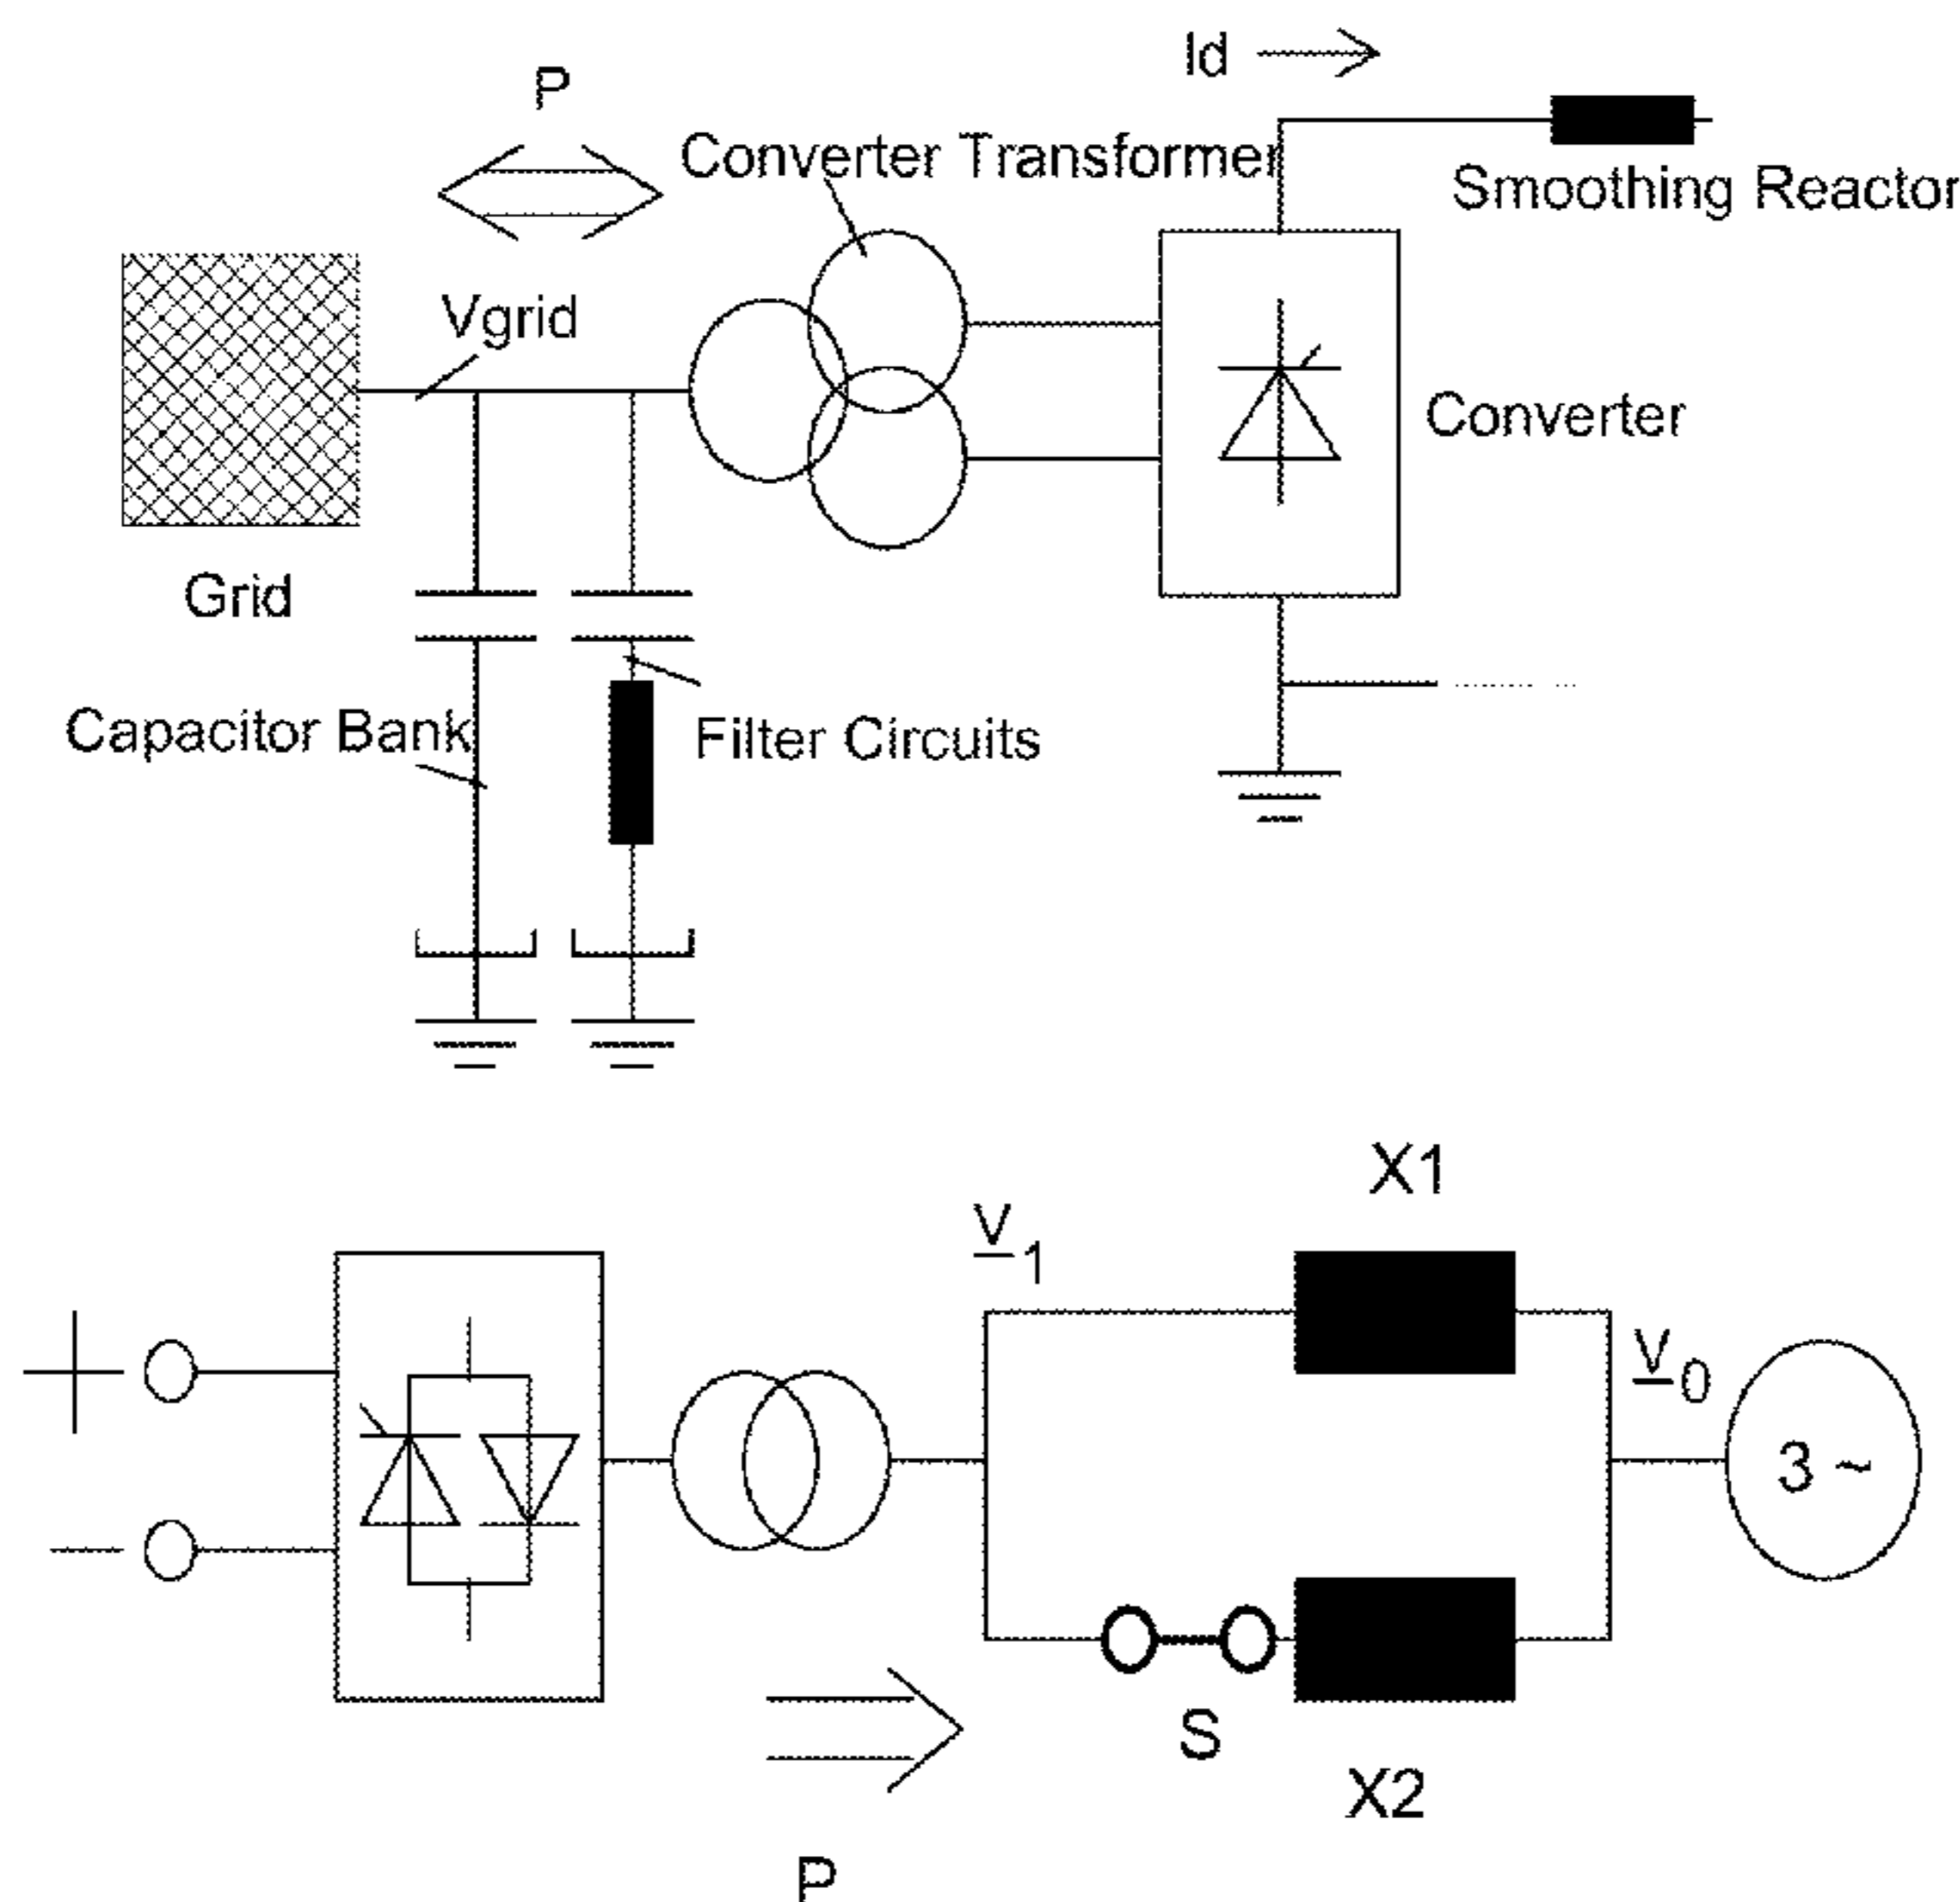 Id
P
Converter Transformer
Smoothing Reactor
Vgrid
Converter
Grid
Capacitor Bank
Filter Circuits
X1
V1
V0
+
3 ~
-
S
X2
P